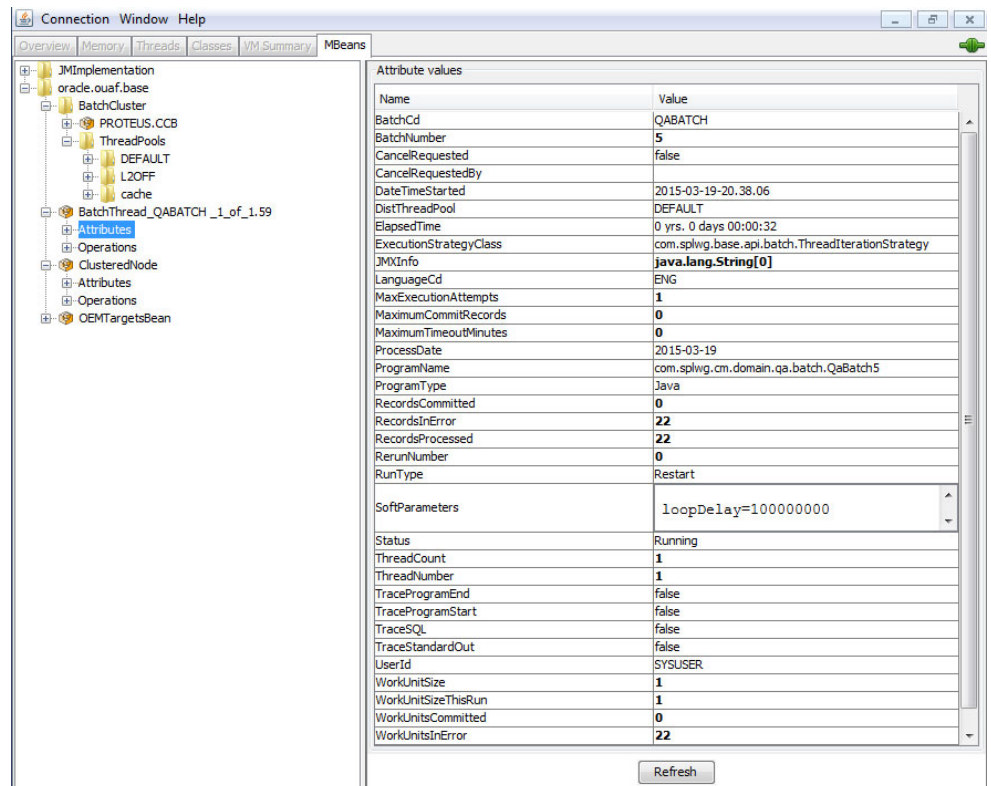 Connection Window Help
Overview Memory Threads Classes VM Summary MBeans
JMImplementation
oracle.ouaf.base
BatchCluster
PROTEUS.CCB
ThreadPools
DEFAULT
L2OFF
cache
BatchThread_QABATCH _1_of_1.59
Attributes
Operations
ClusteredNode
Attributes
Operations
OEMTargetsBean
Attribute values
Name Value
BatchCd QABATCH
BatchNumber 5
CancelRequested false
CancelRequestedBy
DateTimeStarted 2015-03-19-20.38.06
DistThreadPool DEFAULT
ElapsedTime 0 yrs. 0 days 00:00:32
ExecutionStrategyClass com.splwg.base.api.batch.ThreadIterationStrategy
JMXInfo java.lang.String[0]
LanguageCd ENG
MaxExecutionAttempts 1
MaximumCommitRecords 0
MaximumTimeoutMinutes 0
ProcessDate 2015-03-19
ProgramName com.splwg.cm.domain.qa.batch.QaBatch5
ProgramType Java
RecordsCommitted 0
RecordsInError 22
RecordsProcessed 22
RerunNumber 0
RunType Restart
SoftParameters loopDelay=100000000
Status Running
ThreadCount 1
ThreadNumber 1
TraceProgramEnd false
TraceProgramStart false
TraceSQL false
TraceStandardOut false
UserId SYSUSER
WorkUnitSize 1
WorkUnitSizeThisRun 1
WorkUnitsCommitted 0
WorkUnitsInError 22
Refresh